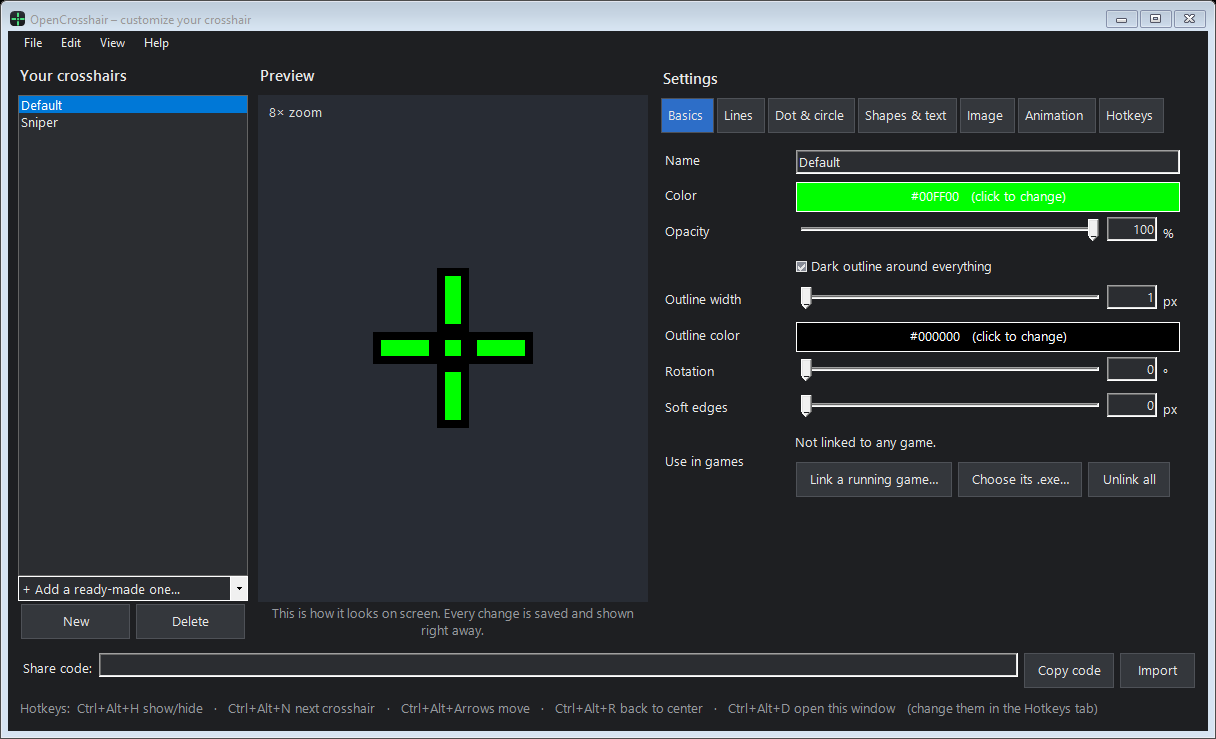 OpenCrosshair – customize your crosshair
File Edit View Help
Your crosshairs
Default
Sniper
+ Add a ready-made one...
New Delete
Preview
8× zoom
This is how it looks on screen. Every change is saved and shown
right away.
Settings
Basics Lines Dot & circle Shapes & text Image Animation Hotkeys
Name Default
Color #00FF00 (click to change)
Opacity 100 %
Dark outline around everything
Outline width 1 px
Outline color #000000 (click to change)
Rotation 0 °
Soft edges 0 px
Not linked to any game.
Use in games
Link a running game... Choose its .exe... Unlink all
Share code: Copy code Import
Hotkeys: Ctrl+Alt+H show/hide · Ctrl+Alt+N next crosshair · Ctrl+Alt+Arrows move · Ctrl+Alt+R back to center · Ctrl+Alt+D open this window (change them in the Hotkeys tab)